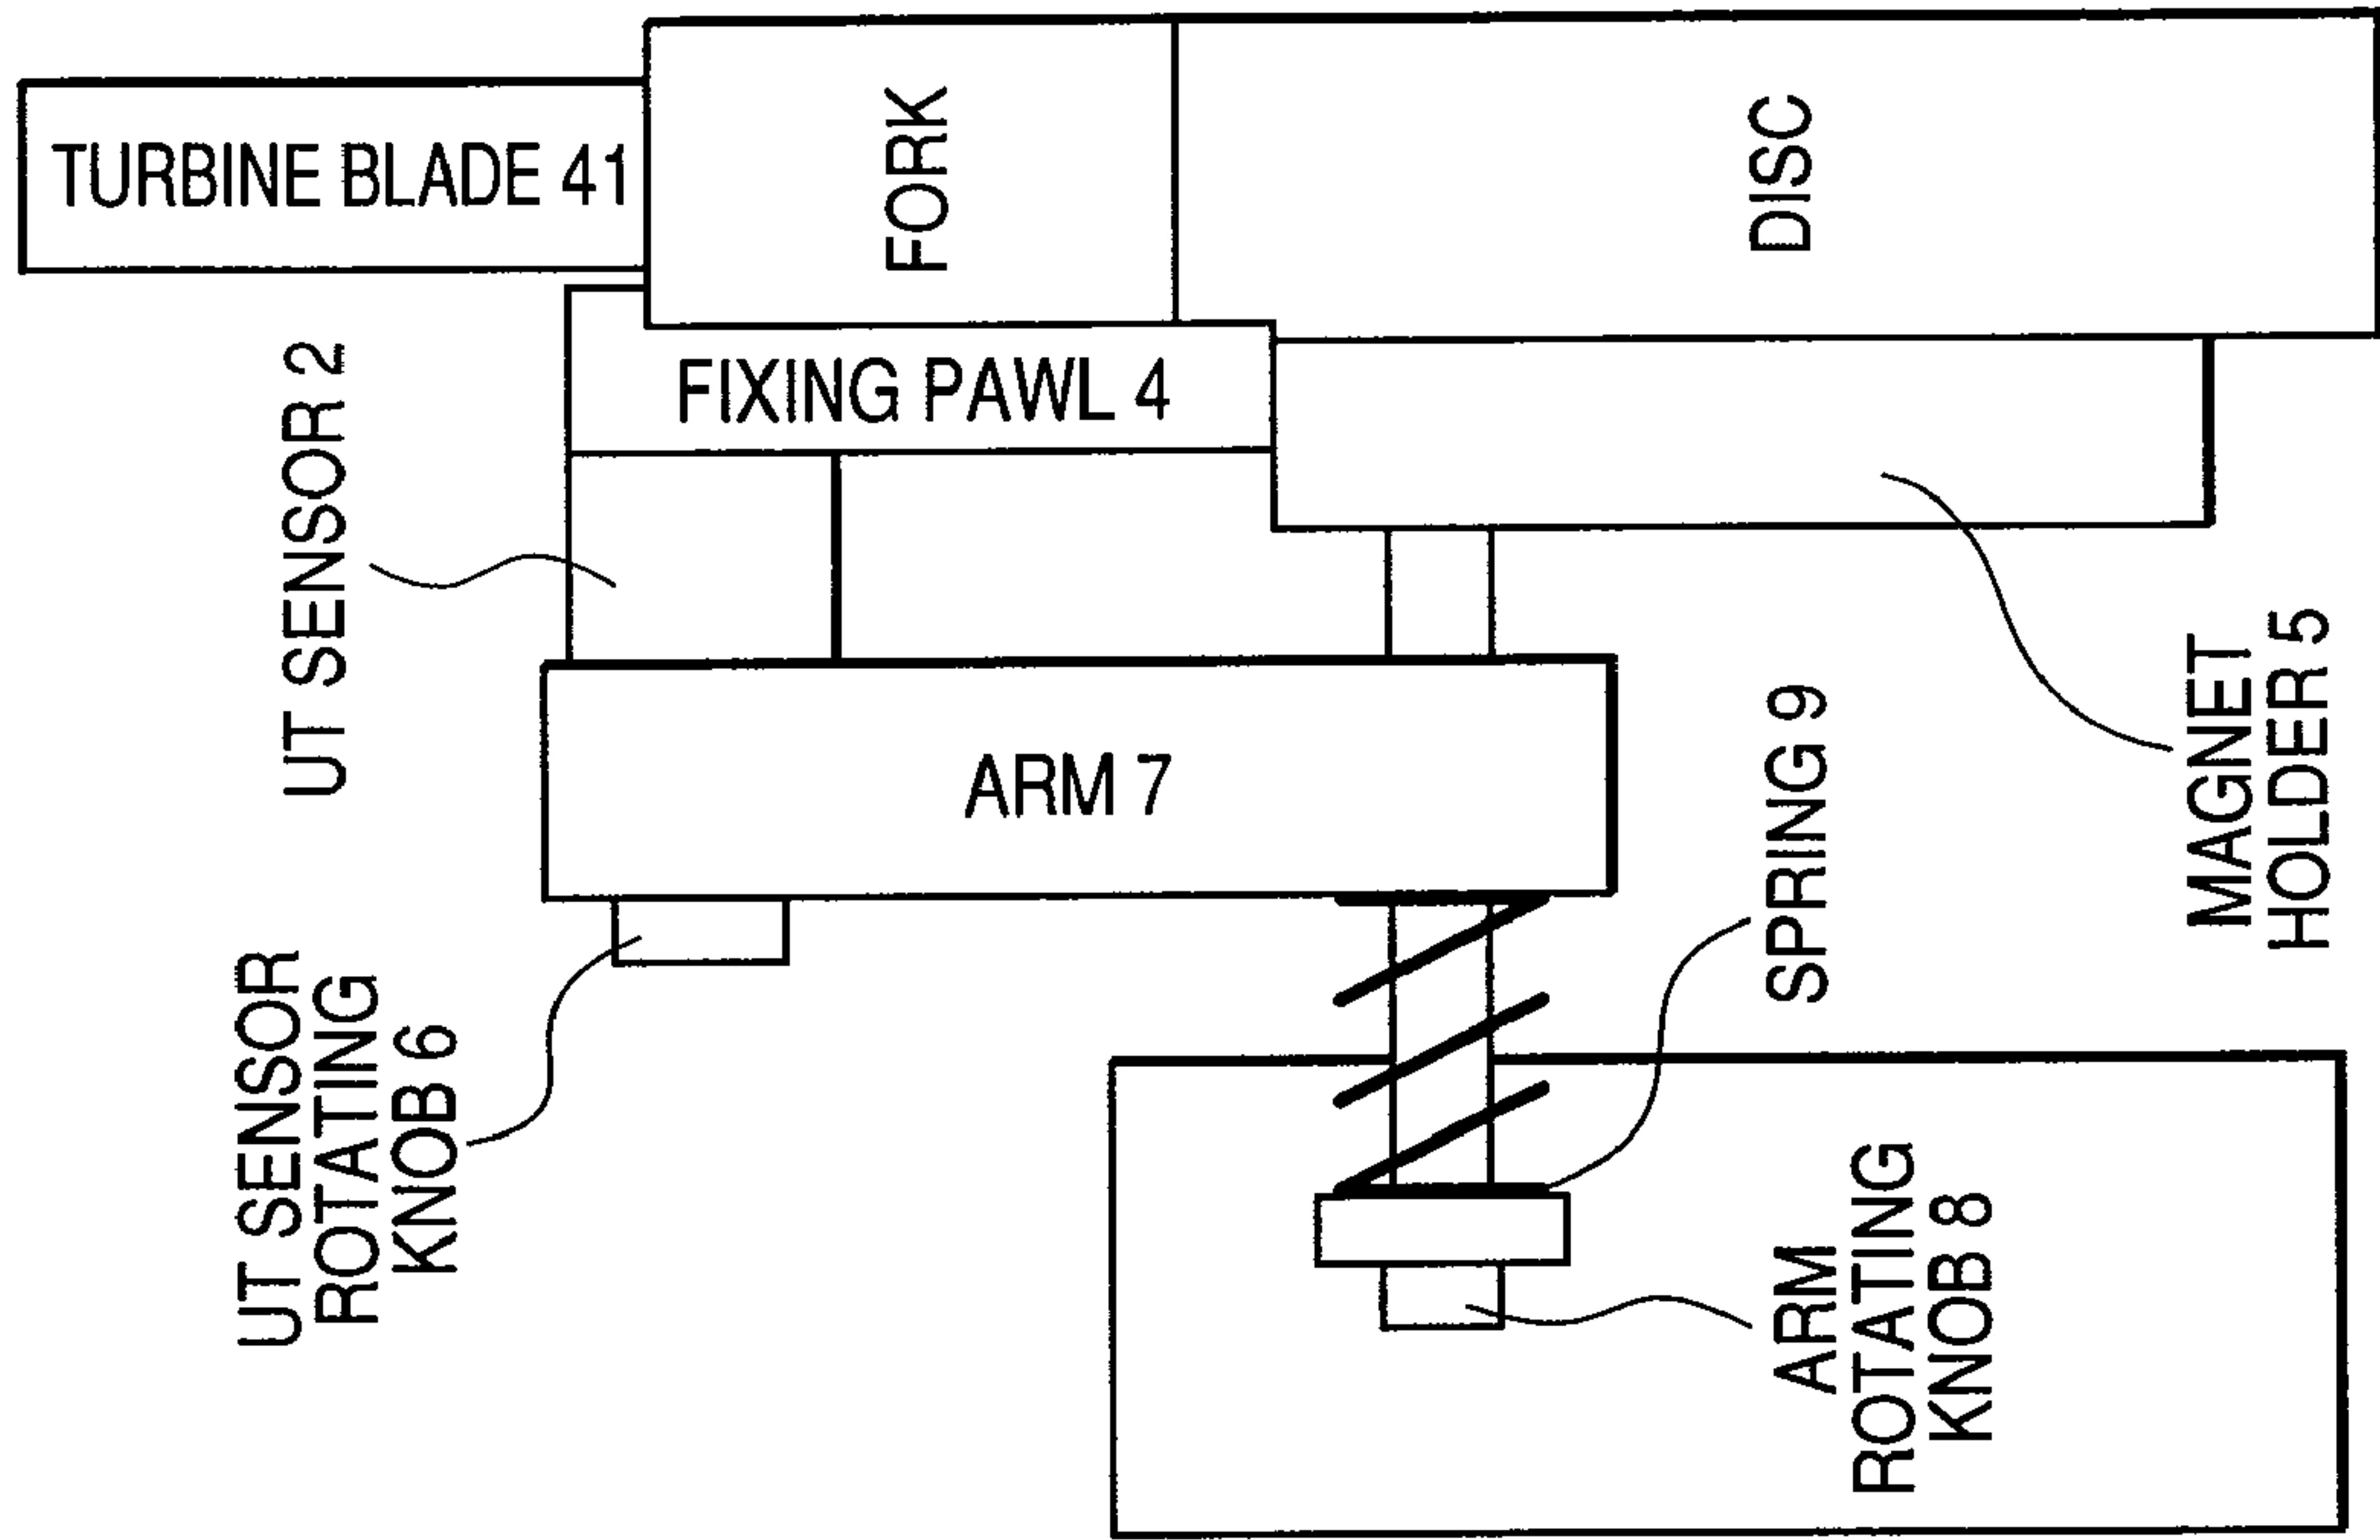 TURBINE BLADE 41
FORK
DISC
UT SENSOR 2
FIXING PAWL 4
ARM 7
SPRING 9
MAGNET
HOLDER 5
UT SENSOR
ROTATING
KNOB 6
ARM
ROTATING
KNOB 8